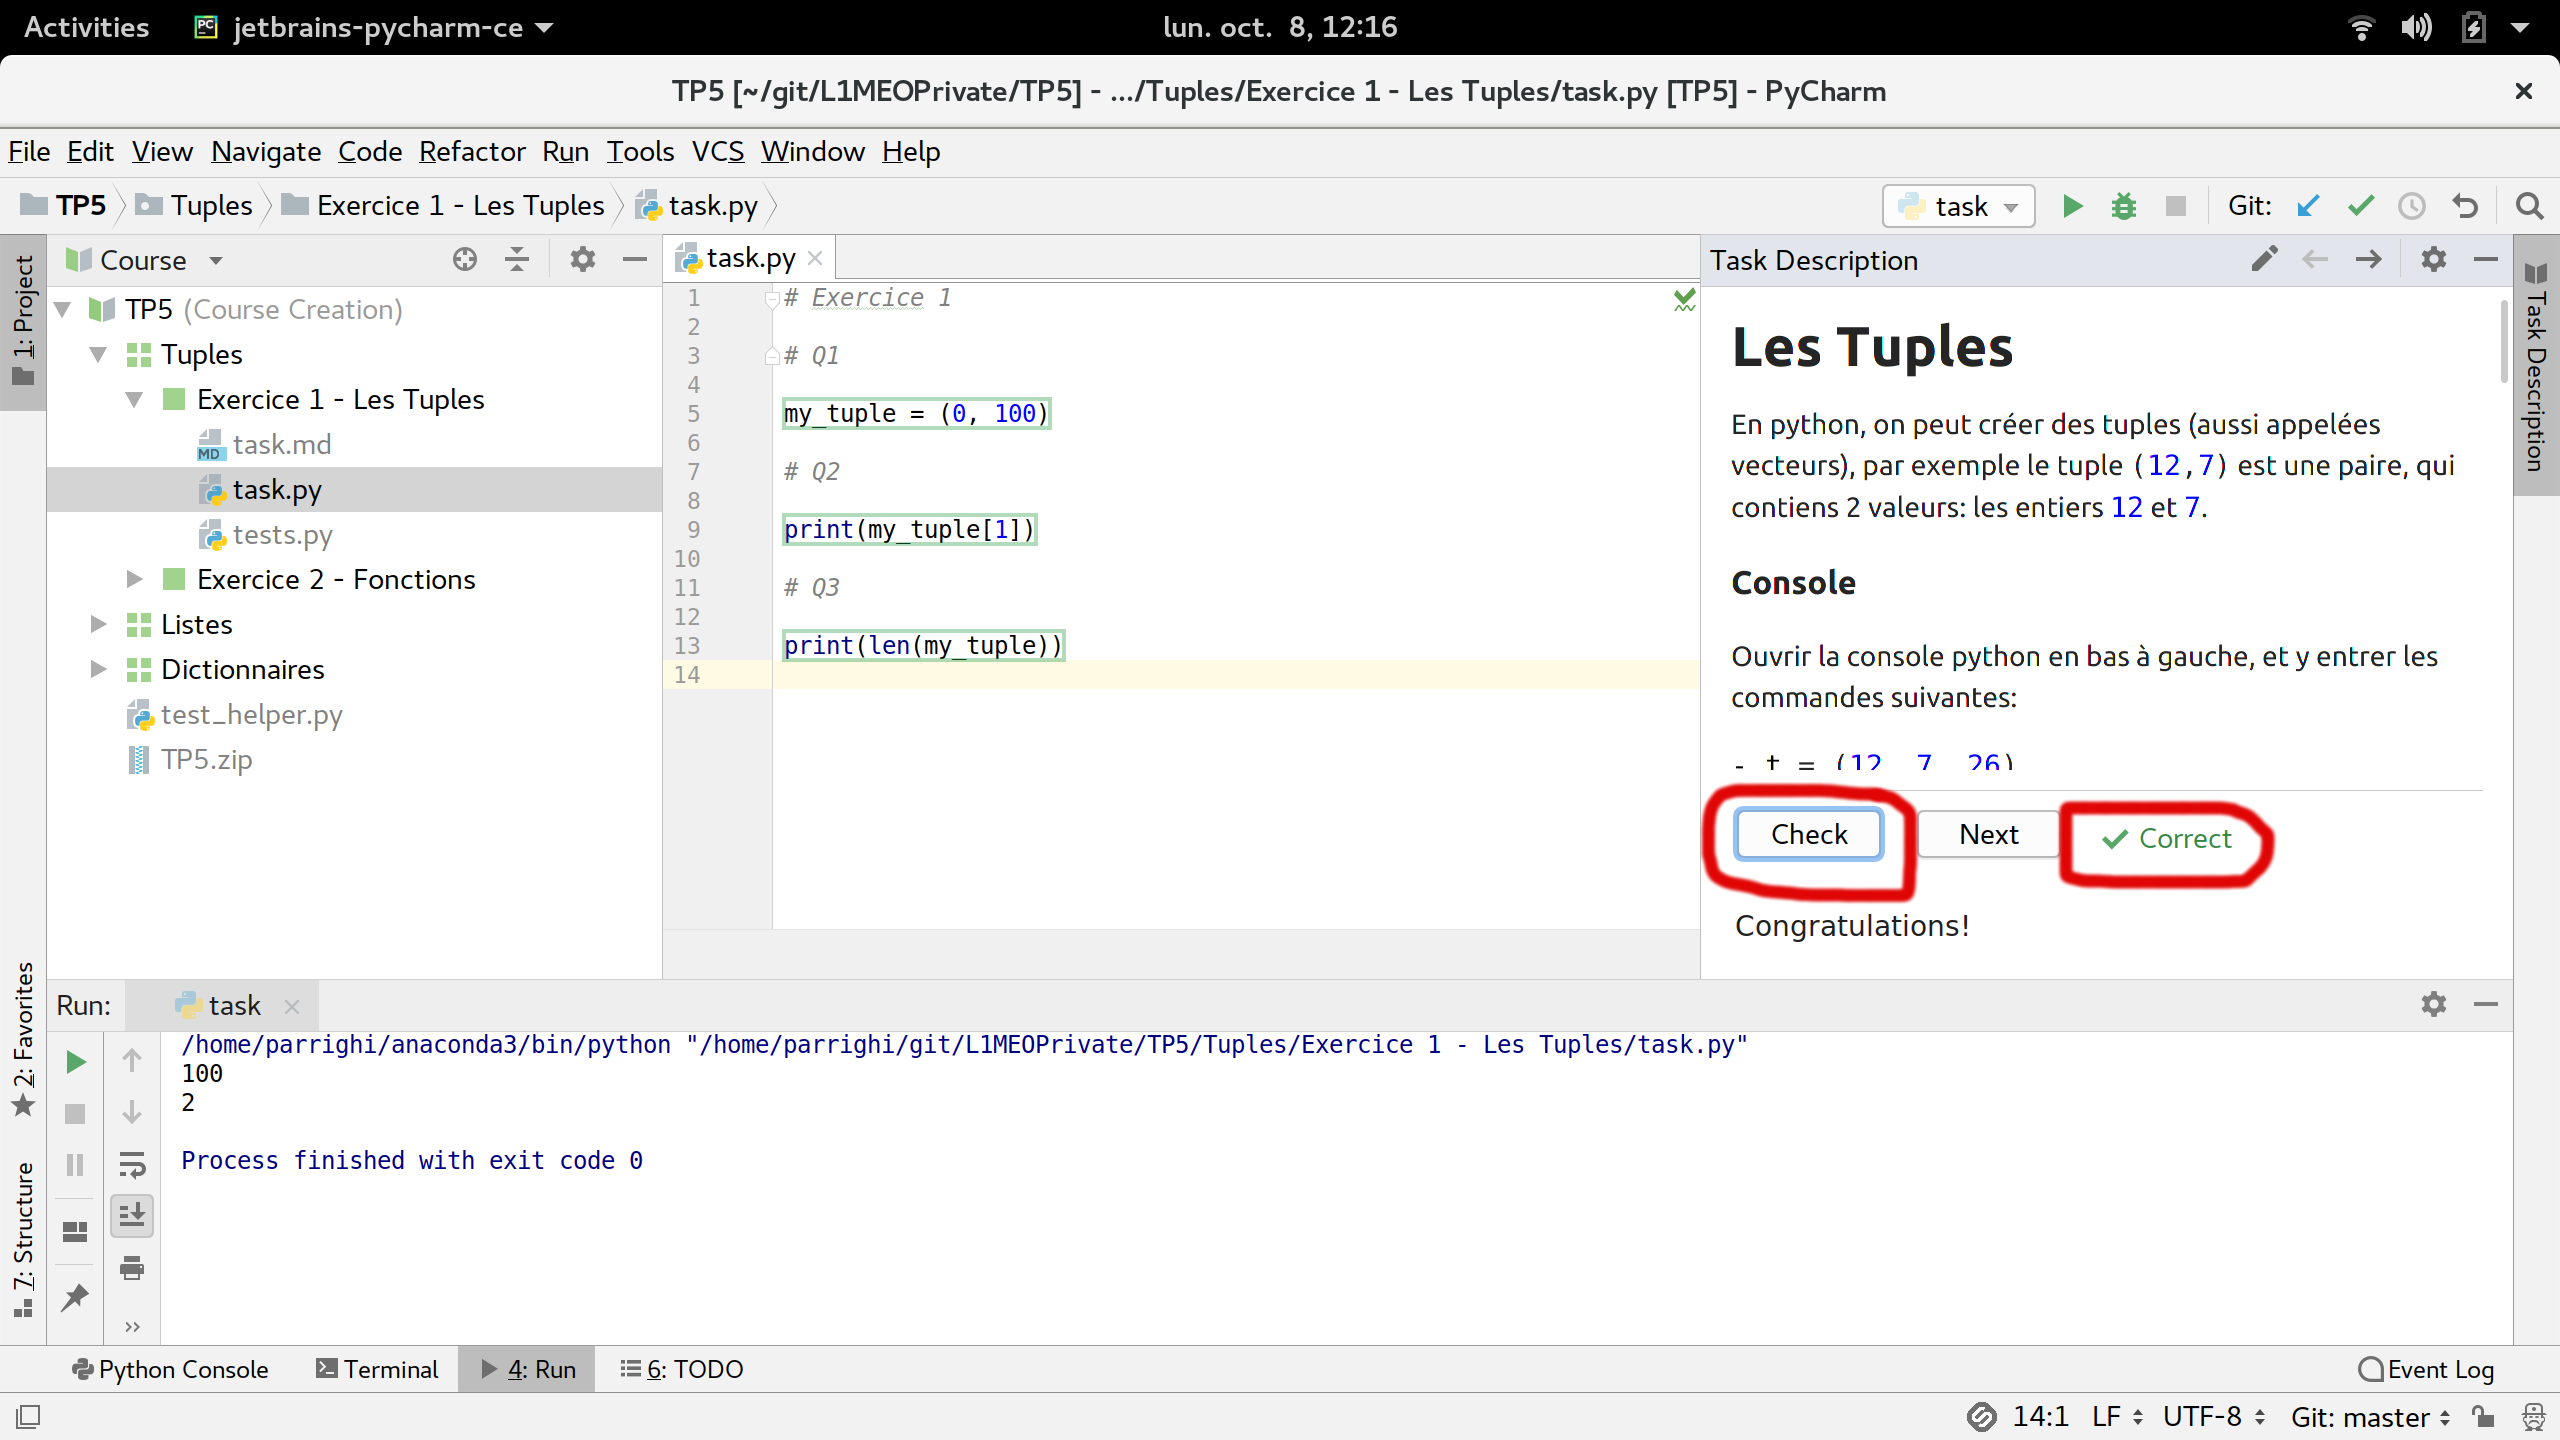 Activities
jetbrains-pycharm-ce
lun. oct. 8, 12:16
TP5 [~/git/L1MEOPrivate/TP5] - .../Tuples/Exercice 1 - Les Tuples/task.py [TP5] - PyCharm
File Edit View Navigate Code Refactor Run Tools VCS Window Help
TP5 Tuples Exercice 1 - Les Tuples task.py
task
Git:
1: Project
Course
TP5 (Course Creation)
Tuples
Exercice 1 - Les Tuples
MD task.md
task.py
tests.py
Exercice 2 - Fonctions
Listes
Dictionnaires
test_helper.py
TP5.zip
task.py
1 # Exercice 1
2
3 # Q1
4
5 my_tuple = (0, 100)
6
7 # Q2
8
9 print(my_tuple[1])
10
11 # Q3
12
13 print(len(my_tuple))
14
Task Description
Les Tuples
En python, on peut créer des tuples (aussi appelées
vecteurs), par exemple le tuple (12,7) est une paire, qui
contiens 2 valeurs: les entiers 12 et 7.
Console
Ouvrir la console python en bas à gauche, et y entrer les
commandes suivantes:
- t = (12, 7, 26)
Check
Next
Correct
Congratulations!
Task Description
2: Favorites
7: Structure
Run: task
/home/parrighi/anaconda3/bin/python "/home/parrighi/git/L1MEOPrivate/TP5/Tuples/Exercice 1 - Les Tuples/task.py"
100
2
Process finished with exit code 0
Python Console
Terminal
4: Run
6: TODO
Event Log
14:1 LF UTF-8 Git: master